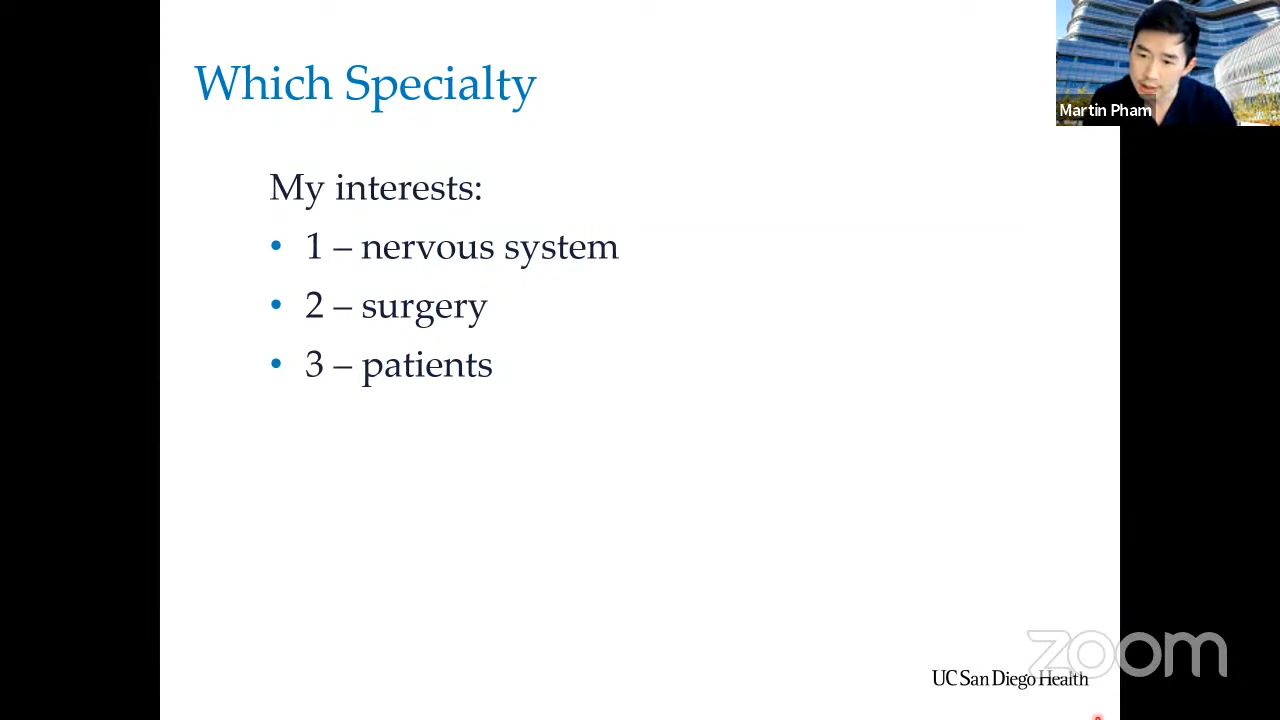 Which Specialty
Martin Pham
My interests:
• 1 – nervous system
• 2 – surgery
• 3 – patients
zoom
UC San Diego Health